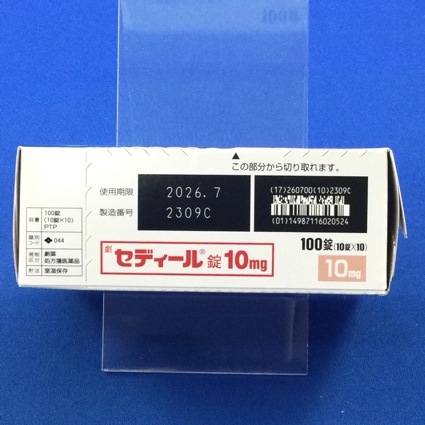 ▲
この部分から切り取れます。
使用期限 2026.7
製造番号 2309C
(17)260700(10)2309C
(01)14987116020524
容量 100錠
(10錠×10)
PTP
識別コード 044
規制区分 劇薬
処方箋医薬品
貯法 室温保存
劇 セディール®錠10mg
100錠(10錠×10)
10mg